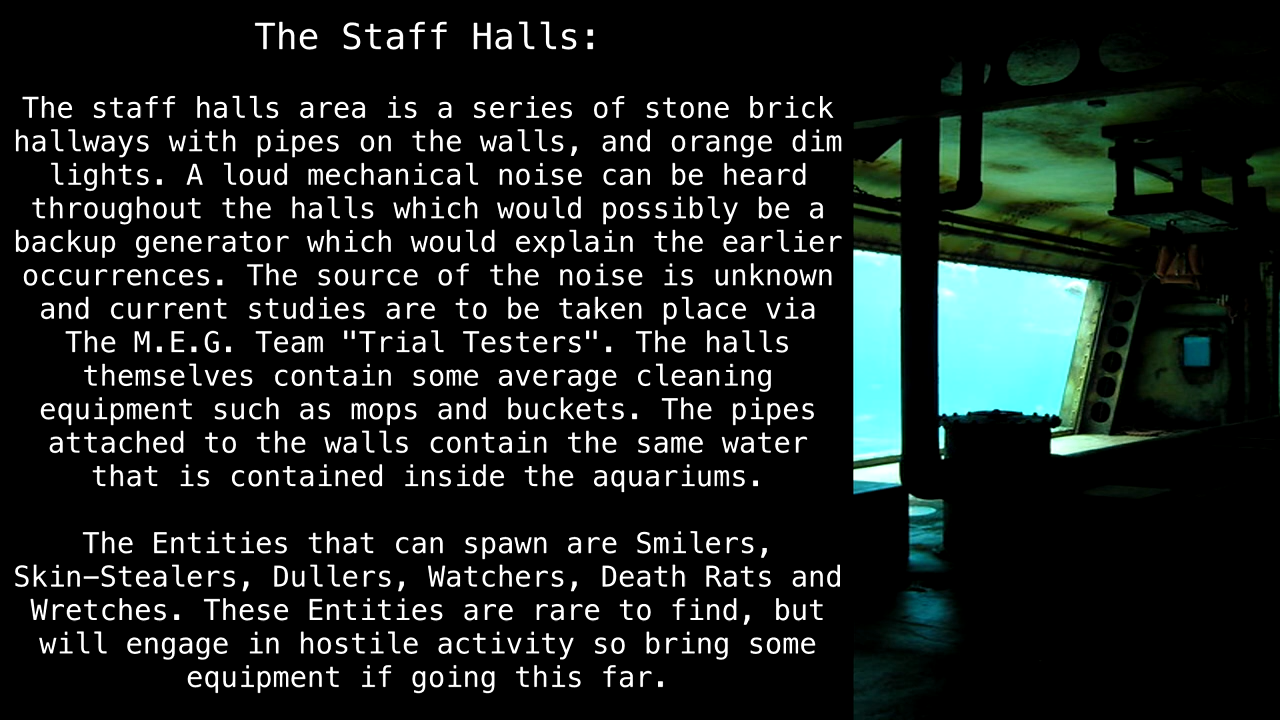 The Staff Halls:
The staff halls area is a series of stone brick
hallways with pipes on the walls, and orange dim
lights. A loud mechanical noise can be heard
throughout the halls which would possibly be a
backup generator which would explain the earlier
occurrences. The source of the noise is unknown
and current studies are to be taken place via
The M.E.G. Team "Trial Testers". The halls
themselves contain some average cleaning
equipment such as mops and buckets. The pipes
attached to the walls contain the same water
that is contained inside the aquariums.
The Entities that can spawn are Smilers,
Skin-Stealers, Dullers, Watchers, Death Rats and
Wretches. These Entities are rare to find, but
will engage in hostile activity so bring some
equipment if going this far.